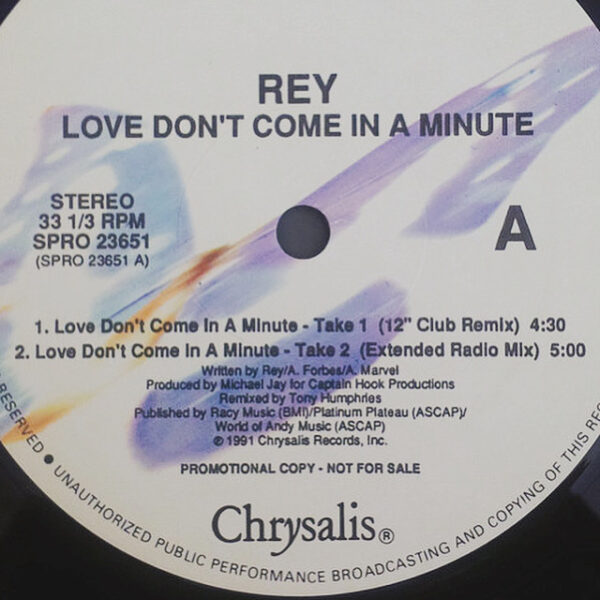 REY
LOVE DON'T COME IN A MINUTE
STEREO
33 1/3 RPM
SPRO 23651
(SPRO 23651 A)
A
1. Love Don't Come In A Minute - Take 1 (12" Club Remix) 4:30
2. Love Don't Come In A Minute - Take 2 (Extended Radio Mix) 5:00
Written by Rey/A. Forbes/A. Marvel
Produced by Michael Jay for Captain Hook Productions
Remixed by Tony Humphries
Published by Racy Music (BMI)/Platinum Plateau (ASCAP)/
World of Andy Music (ASCAP)
℗ 1991 Chrysalis Records, Inc.
PROMOTIONAL COPY - NOT FOR SALE
Chrysalis®
RESERVED • UNAUTHORIZED PUBLIC PERFORMANCE BROADCASTING AND COPYING OF THIS REC